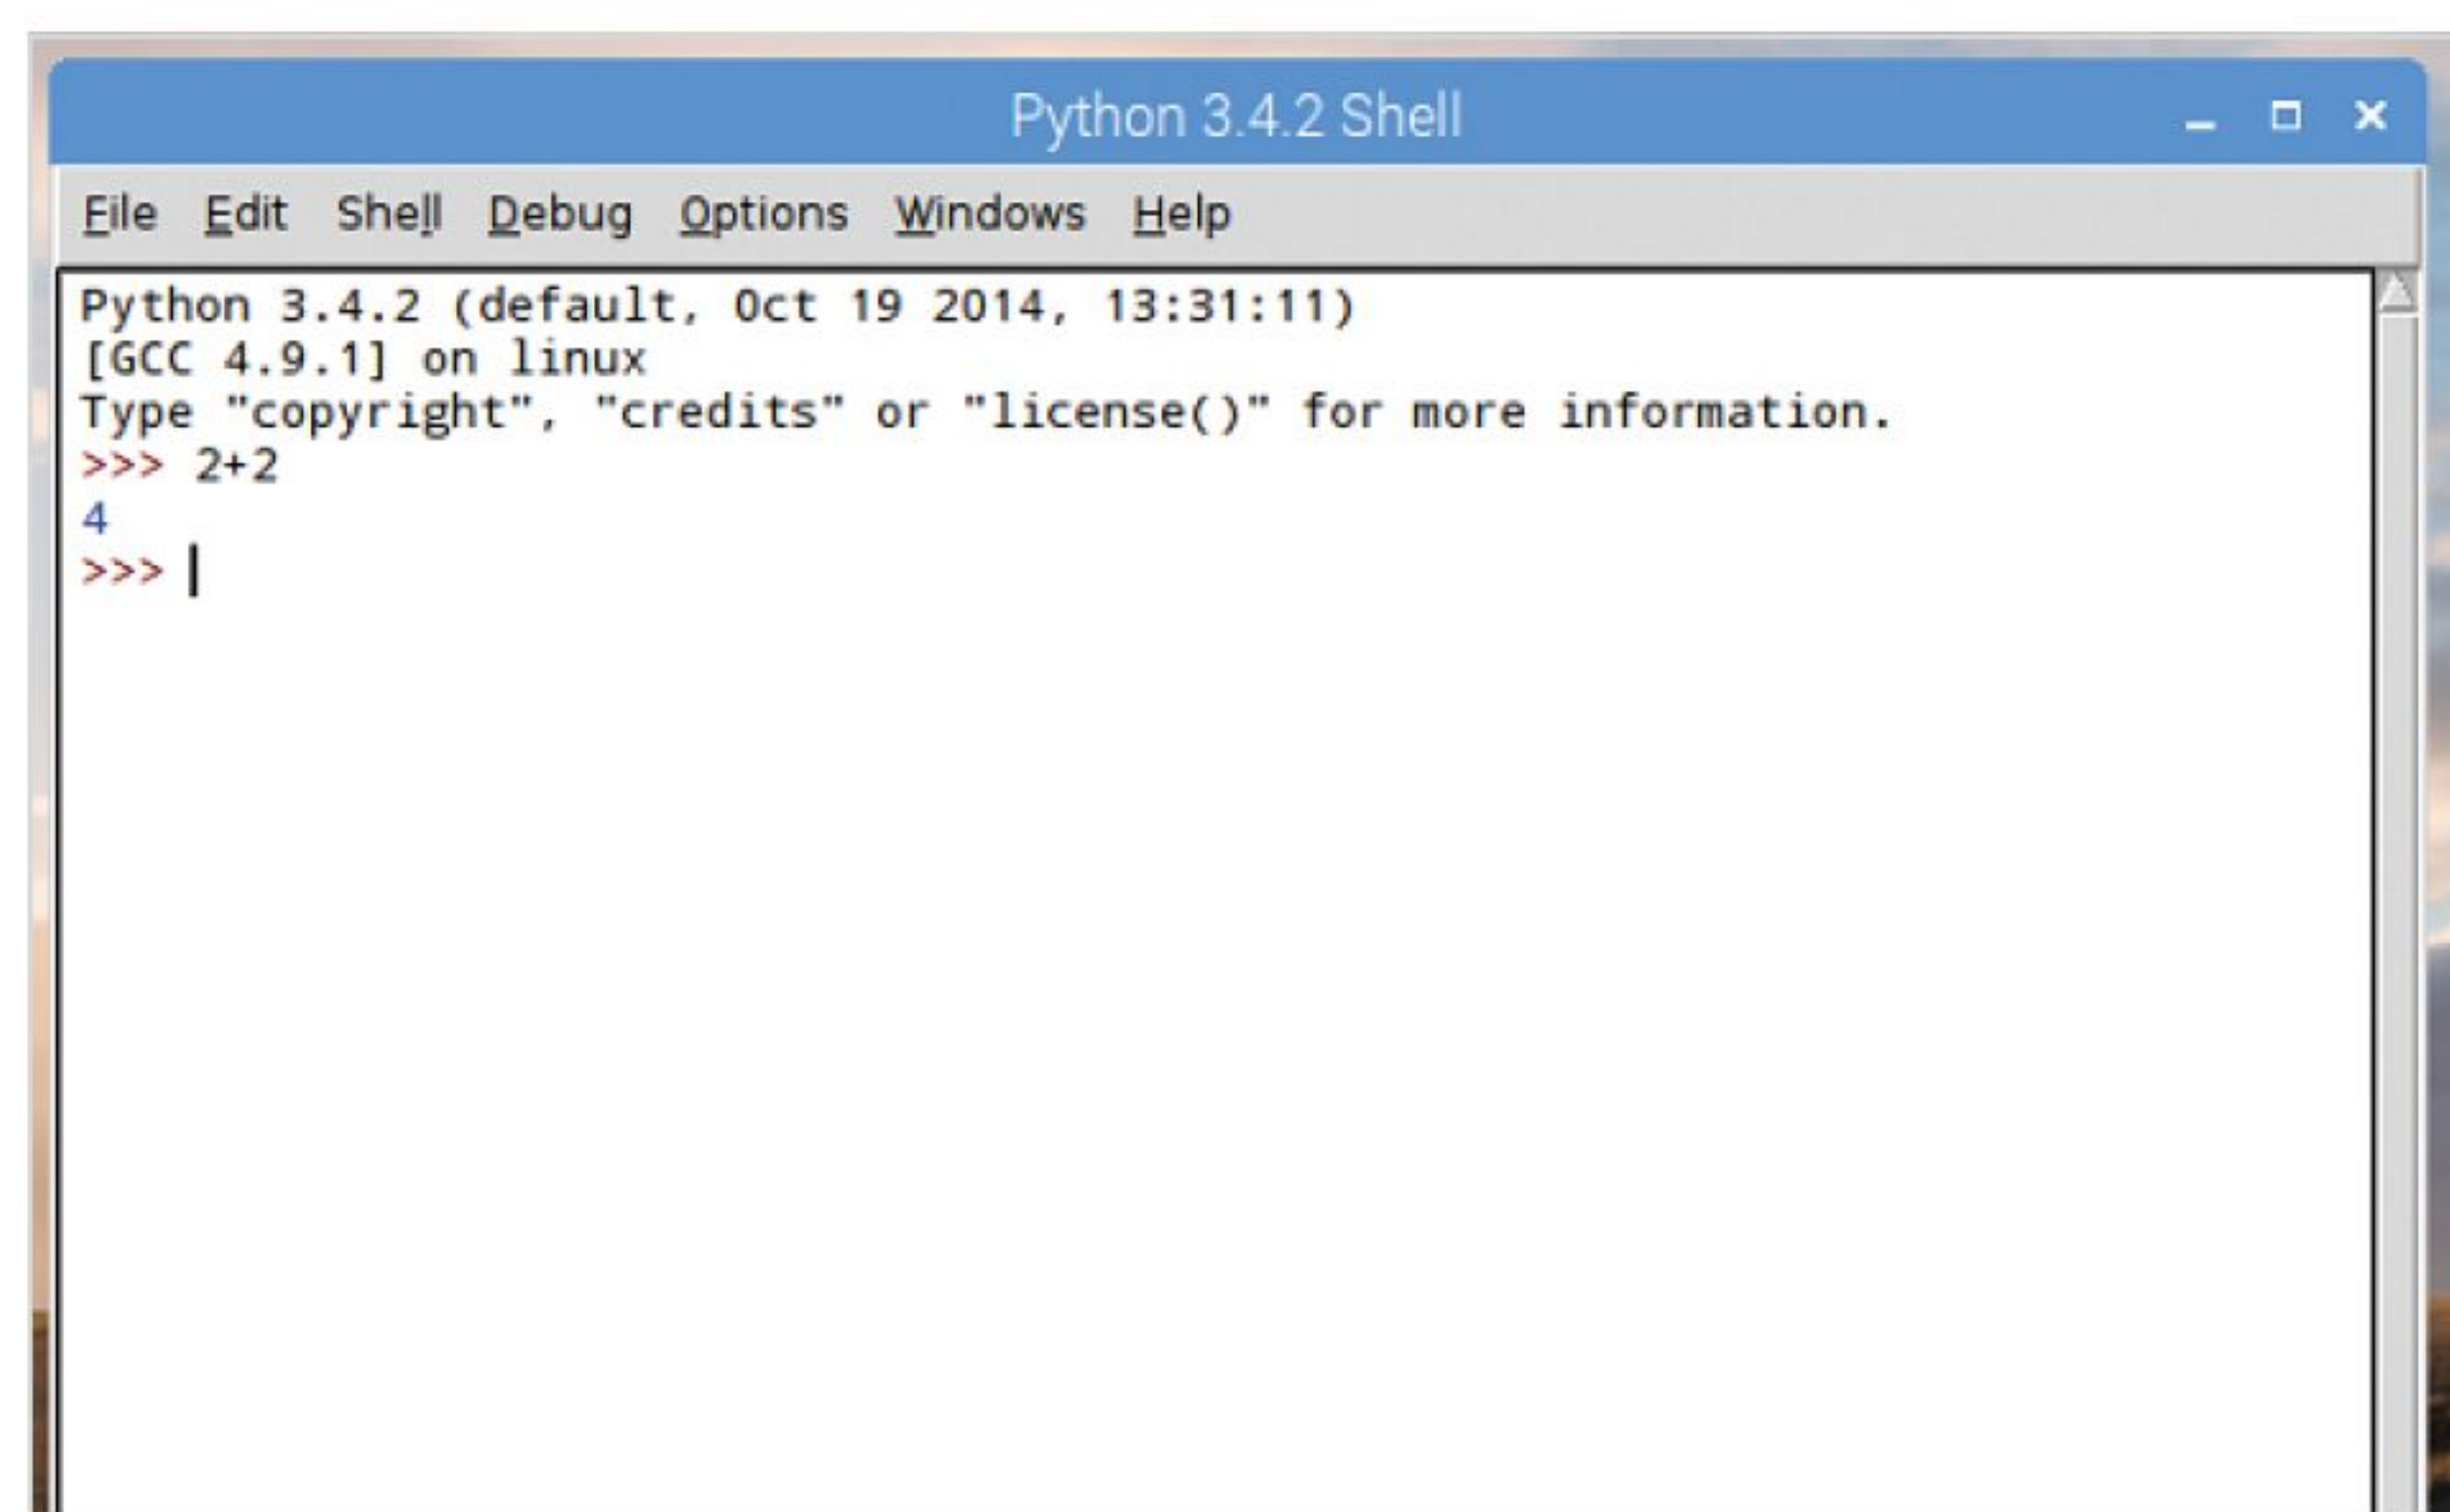 Python 3.4.2 Shell
File Edit Shell Debug Options Windows Help
Python 3.4.2 (default, Oct 19 2014, 13:31:11)
[GCC 4.9.1] on linux
Type "copyright", "credits" or "license()" for more information.
>>> 2+2
4
>>>